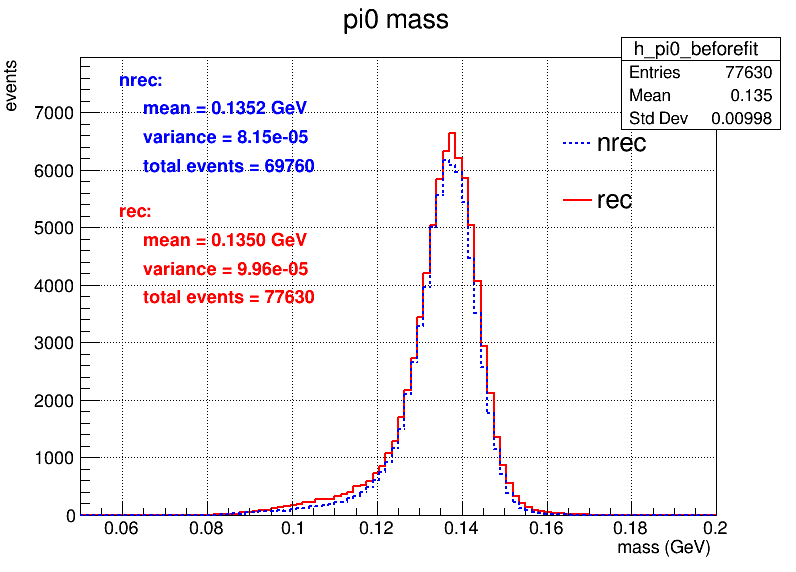 pi0 mass
events
h_pi0_beforefit
Entries 77630
Mean 0.135
Std Dev 0.00998
nrec:
mean = 0.1352 GeV
variance = 8.15e-05
total events = 69760
rec:
mean = 0.1350 GeV
variance = 9.96e-05
total events = 77630
nrec
rec
7000
6000
5000
4000
3000
2000
1000
0
0.06 0.08 0.1 0.12 0.14 0.16 0.18 0.2
mass (GeV)